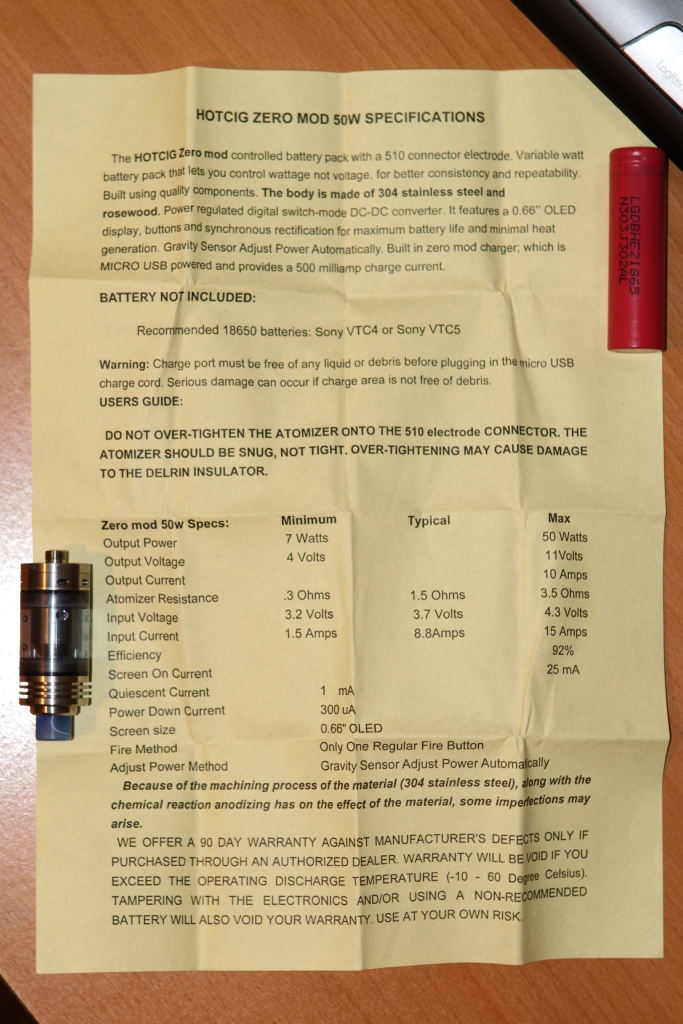 HOTCIG ZERO MOD 50W SPECIFICATIONS
The HOTCIG Zero mod controlled battery pack with a 510 connector electrode. Variable watt
battery pack that lets you control wattage not voltage, for better consistency and repeatability.
Built using quality components. The body is made of 304 stainless steel and
rosewood. Power regulated digital switch-mode DC-DC converter. It features a 0.66" OLED
display, buttons and synchronous rectification for maximum battery life and minimal heat
generation. Gravity Sensor Adjust Power Automatically. Built in zero mod charger; which is
MICRO USB powered and provides a 500 milliamp charge current.
BATTERY NOT INCLUDED:
Recommended 18650 batteries: Sony VTC4 or Sony VTC5
Warning: Charge port must be free of any liquid or debris before plugging in the micro USB
charge cord. Serious damage can occur if charge area is not free of debris.
USERS GUIDE:
DO NOT OVER-TIGHTEN THE ATOMIZER ONTO THE 510 electrode CONNECTOR. THE
ATOMIZER SHOULD BE SNUG, NOT TIGHT. OVER-TIGHTENING MAY CAUSE DAMAGE
TO THE DELRIN INSULATOR.
Zero mod 50w Specs: Minimum Typical Max
Output Power 7 Watts 50 Watts
Output Voltage 4 Volts 11Volts
Output Current 10 Amps
Atomizer Resistance .3 Ohms 1.5 Ohms 3.5 Ohms
Input Voltage 3.2 Volts 3.7 Volts 4.3 Volts
Input Current 1.5 Amps 8.8Amps 15 Amps
Efficiency 92%
Screen On Current 25 mA
Quiescent Current 1 mA
Power Down Current 300 uA
Screen size 0.66" OLED
Fire Method Only One Regular Fire Button
Adjust Power Method Gravity Sensor Adjust Power Automatically
Because of the machining process of the material (304 stainless steel), along with the
chemical reaction anodizing has on the effect of the material, some imperfections may
arise.
WE OFFER A 90 DAY WARRANTY AGAINST MANUFACTURER'S DEFECTS ONLY IF
PURCHASED THROUGH AN AUTHORIZED DEALER. WARRANTY WILL BE VOID IF YOU
EXCEED THE OPERATING DISCHARGE TEMPERATURE (-10 - 60 Degree Celsius).
TAMPERING WITH THE ELECTRONICS AND/OR USING A NON-RECOMMENDED
BATTERY WILL ALSO VOID YOUR WARRANTY. USE AT YOUR OWN RISK.
LGDBHE21865
N303J302AL